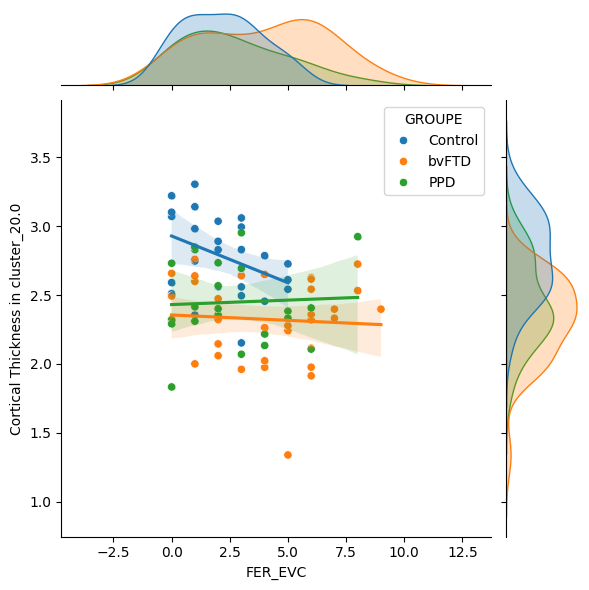 GROUPE
Control
bvFTD
PPD
3.5
3.0
2.5
2.0
1.5
1.0
Cortical Thickness in cluster_20.0
−2.5
0.0
2.5
5.0
7.5
10.0
12.5
FER_EVC